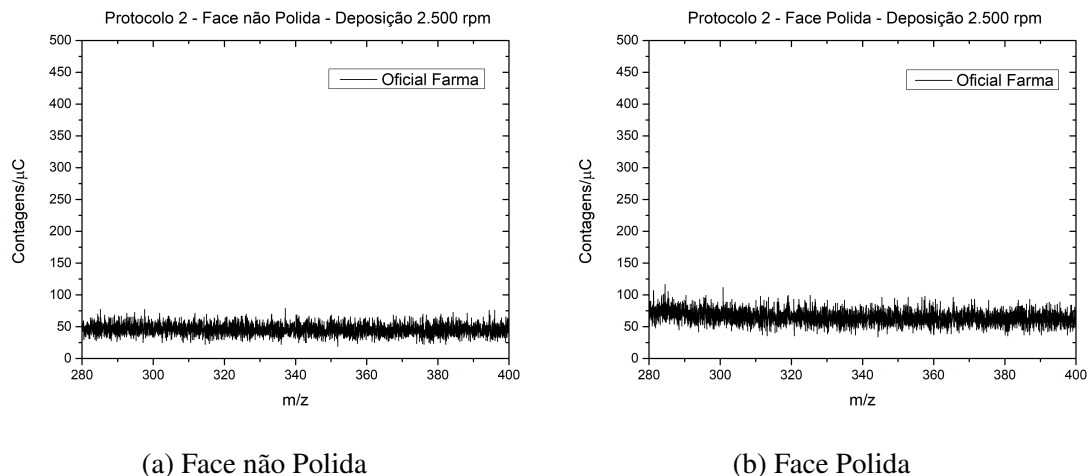 Protocolo 2 - Face não Polida - Deposição 2.500 rpm
500
450
400
350
300
250
200
150
100
50
0
Contagens/μC
Oficial Farma
280 300 320 340 360 380 400
m/z
(a) Face não Polida
Protocolo 2 - Face Polida - Deposição 2.500 rpm
500
450
400
350
300
250
200
150
100
50
0
Contagens/μC
Oficial Farma
280 300 320 340 360 380 400
m/z
(b) Face Polida